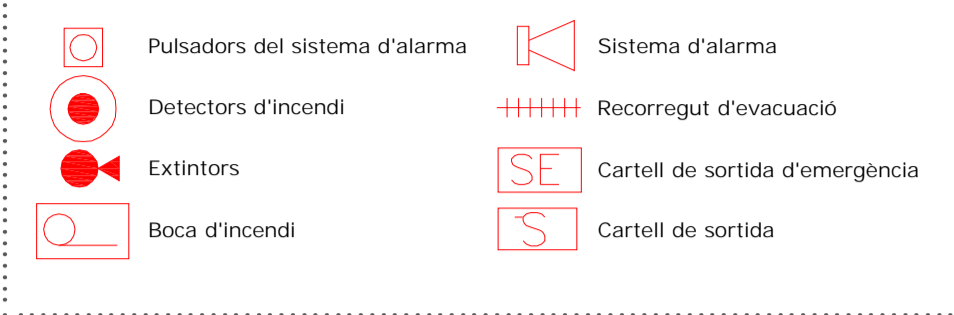 Pulsadors del sistema d'alarma
Sistema d'alarma
Detectors d'incendi
Recorregut d'evacuació
Extintors
SE
Cartell de sortida d'emergència
Boca d'incendi
S
Cartell de sortida